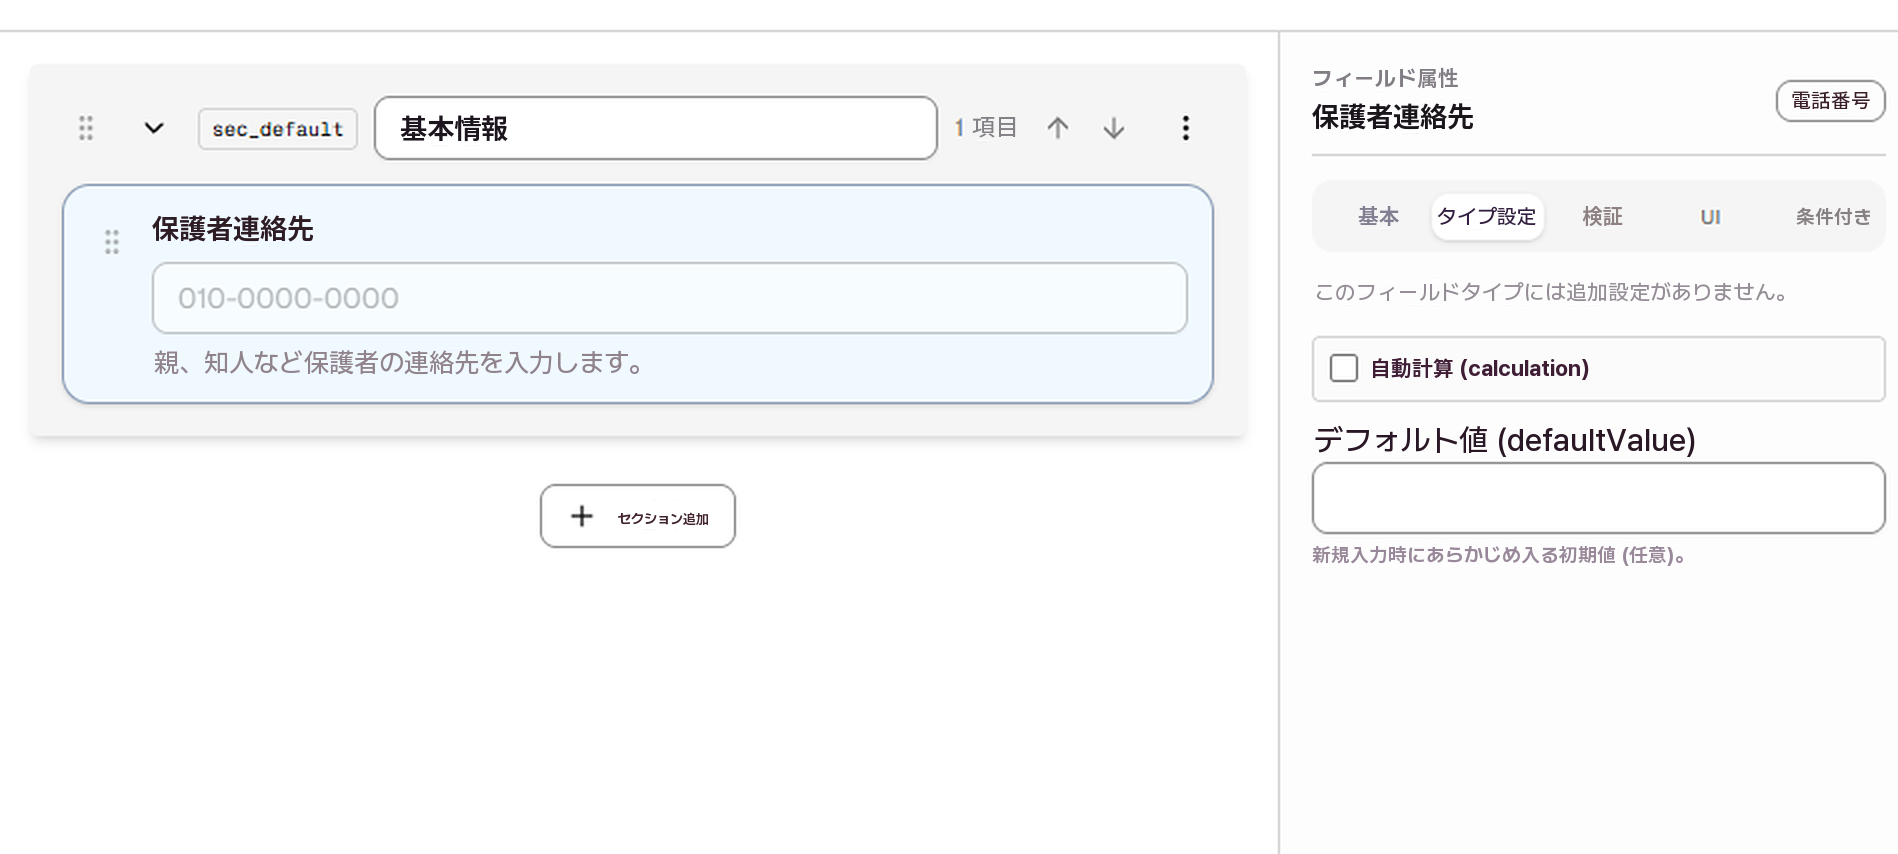 sec_default
基本情報
1 項目
保護者連絡先
010-0000-0000
親、知人など保護者の連絡先を入力します。
セクション追加
フィールド属性
保護者連絡先
電話番号
基本
タイプ設定
検証
UI
条件付き
このフィールドタイプには追加設定がありません。
自動計算 (calculation)
デフォルト値 (defaultValue)
新規入力時にあらかじめ入る初期値 (任意)。